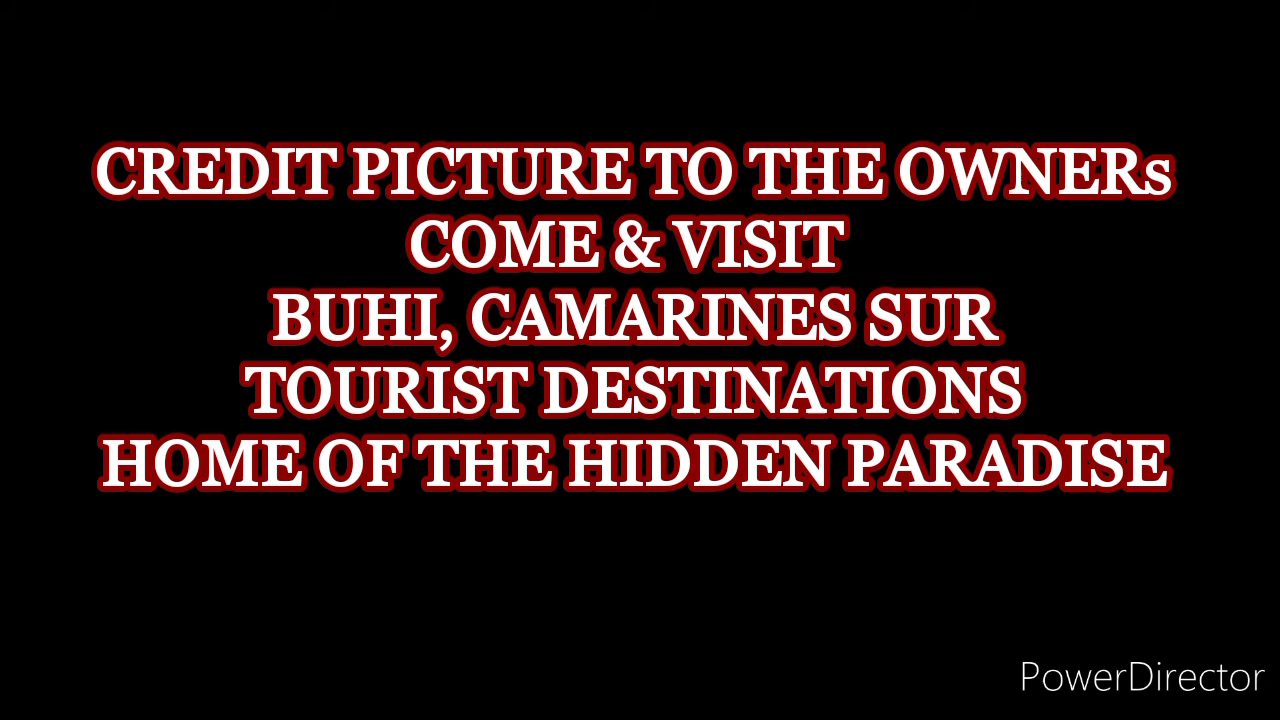 CREDIT PICTURE TO THE OWNERs
COME & VISIT
BUHI, CAMARINES SUR
TOURIST DESTINATIONS
HOME OF THE HIDDEN PARADISE
PowerDirector